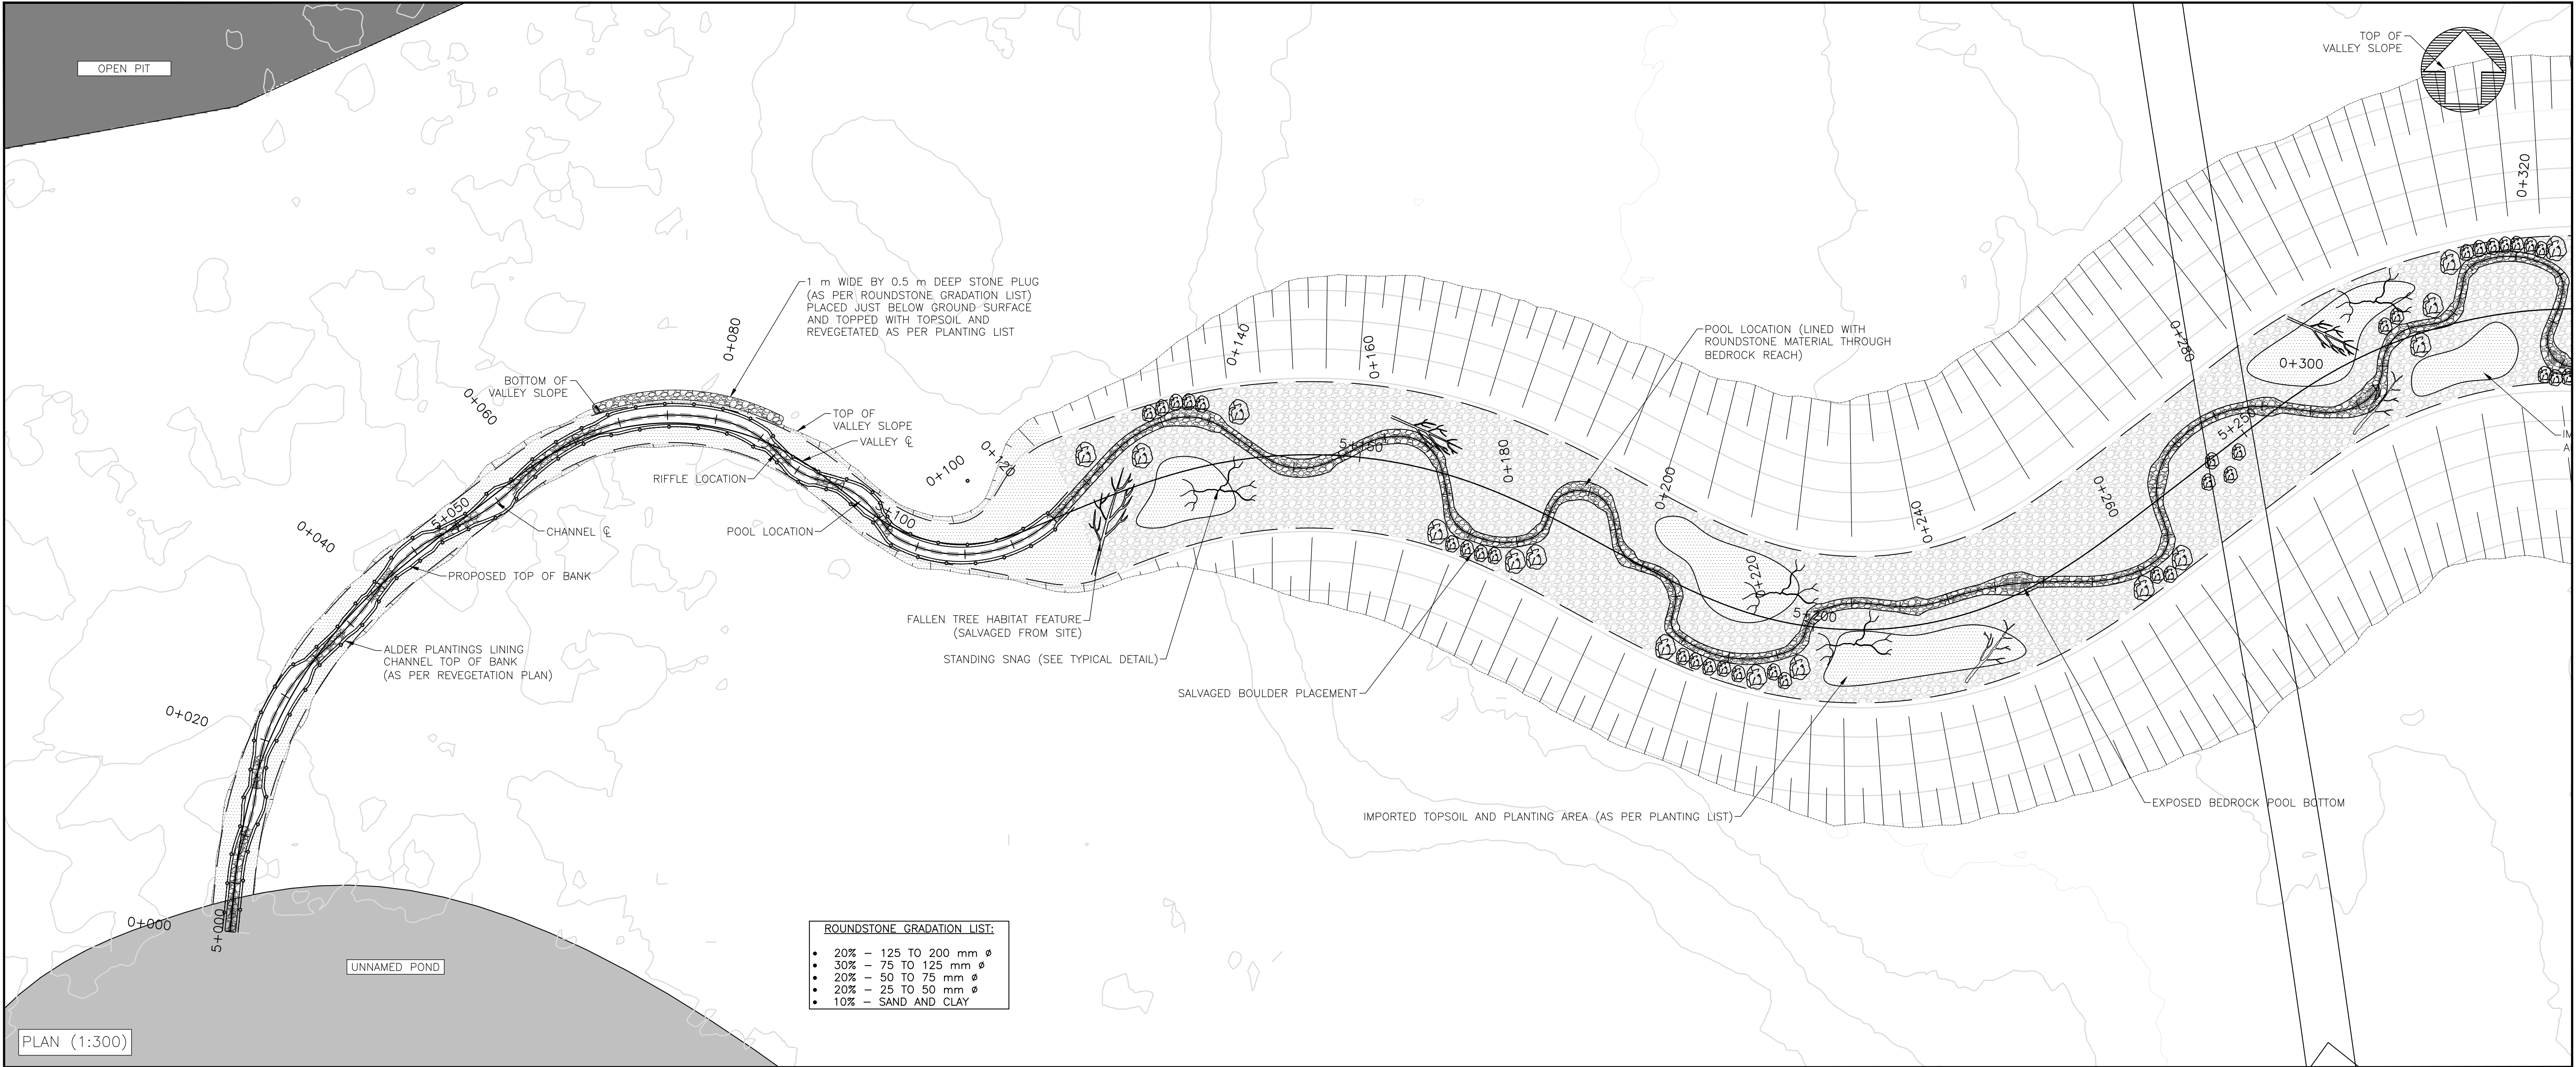 OPEN PIT
TOP OF
VALLEY SLOPE
0+320
1 m WIDE BY 0.5 m DEEP STONE PLUG
(AS PER ROUNDSTONE GRADATION LIST)
PLACED JUST BELOW GROUND SURFACE
AND TOPPED WITH TOPSOIL AND
REVEGETATED AS PER PLANTING LIST
0+080
0+140
0+160
POOL LOCATION (LINED WITH
ROUNDSTONE MATERIAL THROUGH
BEDROCK REACH)
0+280
0+300
BOTTOM OF
VALLEY SLOPE
0+060
TOP OF
VALLEY SLOPE
VALLEY ℄
0+100
0+120
5+150
0+180
5+250
RIFFLE LOCATION
0+200
0+260
5+050
5+100
0+040
CHANNEL ℄
POOL LOCATION
0+240
PROPOSED TOP OF BANK
0+220
5+200
FALLEN TREE HABITAT FEATURE
(SALVAGED FROM SITE)
ALDER PLANTINGS LINING
CHANNEL TOP OF BANK
(AS PER REVEGETATION PLAN)
STANDING SNAG (SEE TYPICAL DETAIL)
SALVAGED BOULDER PLACEMENT
0+020
EXPOSED BEDROCK POOL BOTTOM
IMPORTED TOPSOIL AND PLANTING AREA (AS PER PLANTING LIST)
0+000
5+000
UNNAMED POND
ROUNDSTONE GRADATION LIST:
• 20% – 125 TO 200 mm ø
• 30% – 75 TO 125 mm ø
• 20% – 50 TO 75 mm ø
• 20% – 25 TO 50 mm ø
• 10% – SAND AND CLAY
PLAN (1:300)